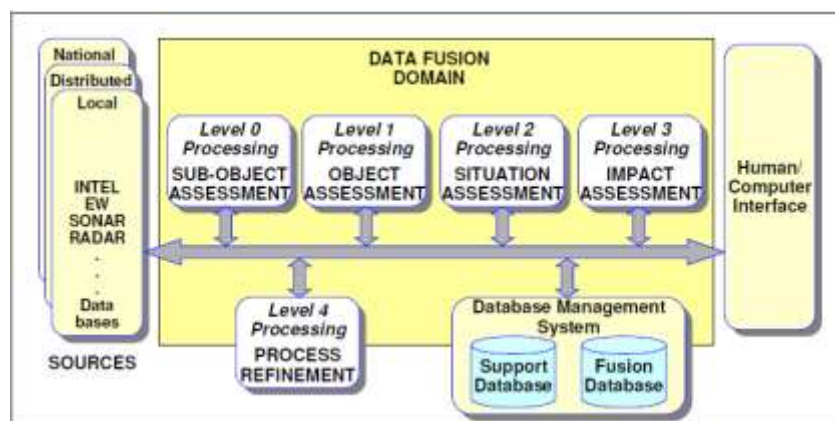 National
Distributed
Local
INTEL
EW
SONAR
RADAR
.
.
.
Data
bases
SOURCES
DATA FUSION
DOMAIN
Level 0
Processing
SUB-OBJECT
ASSESSMENT
Level 1
Processing
OBJECT
ASSESSMENT
Level 2
Processing
SITUATION
ASSESSMENT
Level 3
Processing
IMPACT
ASSESSMENT
Level 4
Processing
PROCESS
REFINEMENT
Database Management
System
Support
Database
Fusion
Database
Human/
Computer
Interface